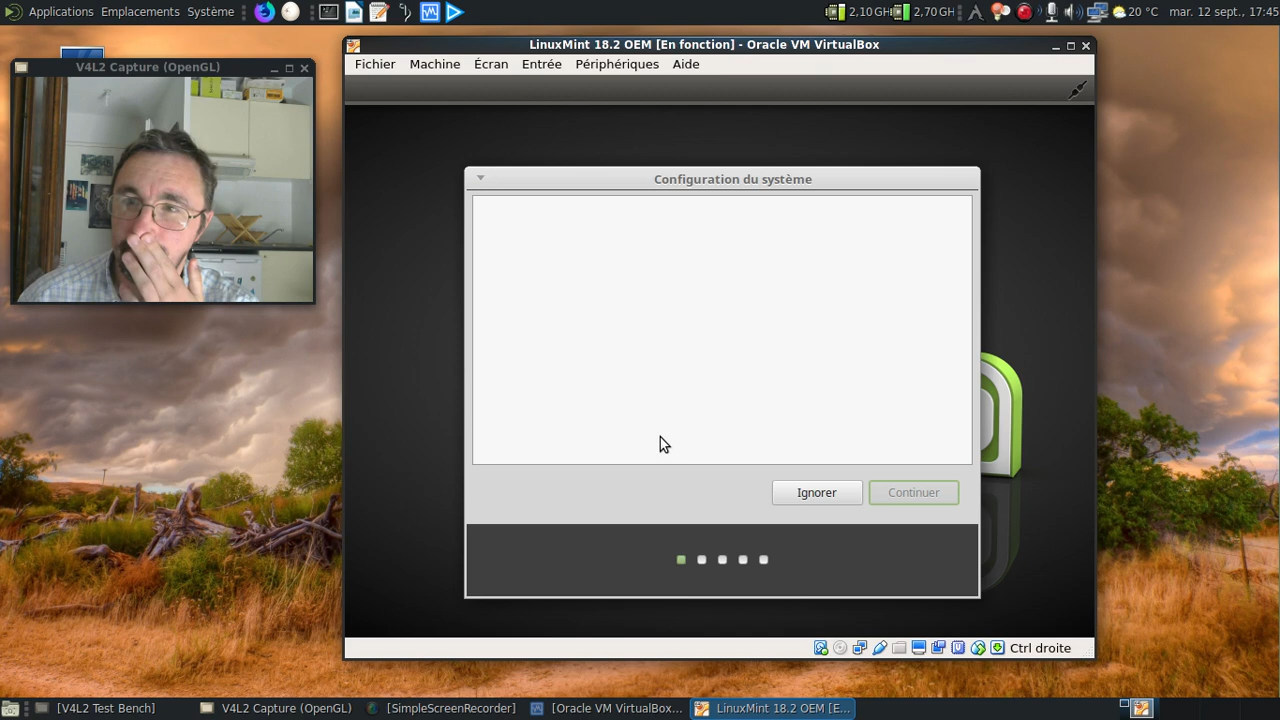 Applications Emplacements Système
2,10 GH 2,70 GH 20 °C mar. 12 sept., 17:45
V4L2 Capture (OpenGL)
LinuxMint 18.2 OEM [En fonction] - Oracle VM VirtualBox
Fichier Machine Écran Entrée Périphériques Aide
Configuration du système
Ignorer Continuer
Ctrl droite
[V4L2 Test Bench] V4L2 Capture (OpenGL) [SimpleScreenRecorder] [Oracle VM VirtualBox... LinuxMint 18.2 OEM [E...